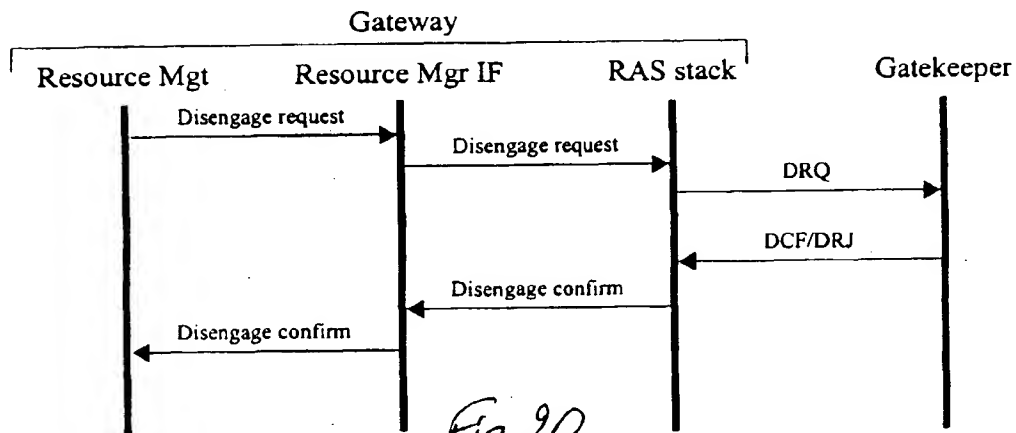 Gateway
Resource Mgt Resource Mgr IF RAS stack Gatekeeper
Disengage request
Disengage request
DRQ
DCF/DRJ
Disengage confirm
Disengage confirm
Fig